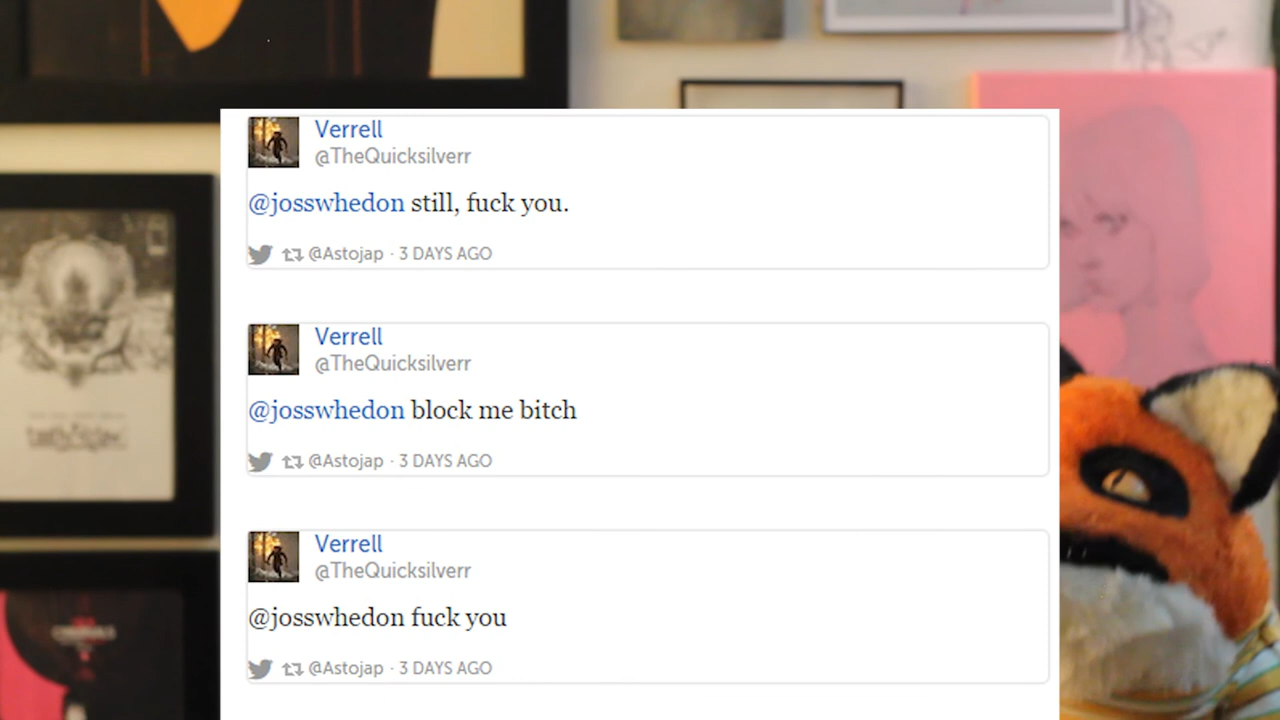 Verrell
@TheQuicksilverr
@josswhedon still, fuck you.
@Astojap · 3 DAYS AGO
Verrell
@TheQuicksilverr
@josswhedon block me bitch
@Astojap · 3 DAYS AGO
Verrell
@TheQuicksilverr
@josswhedon fuck you
@Astojap · 3 DAYS AGO